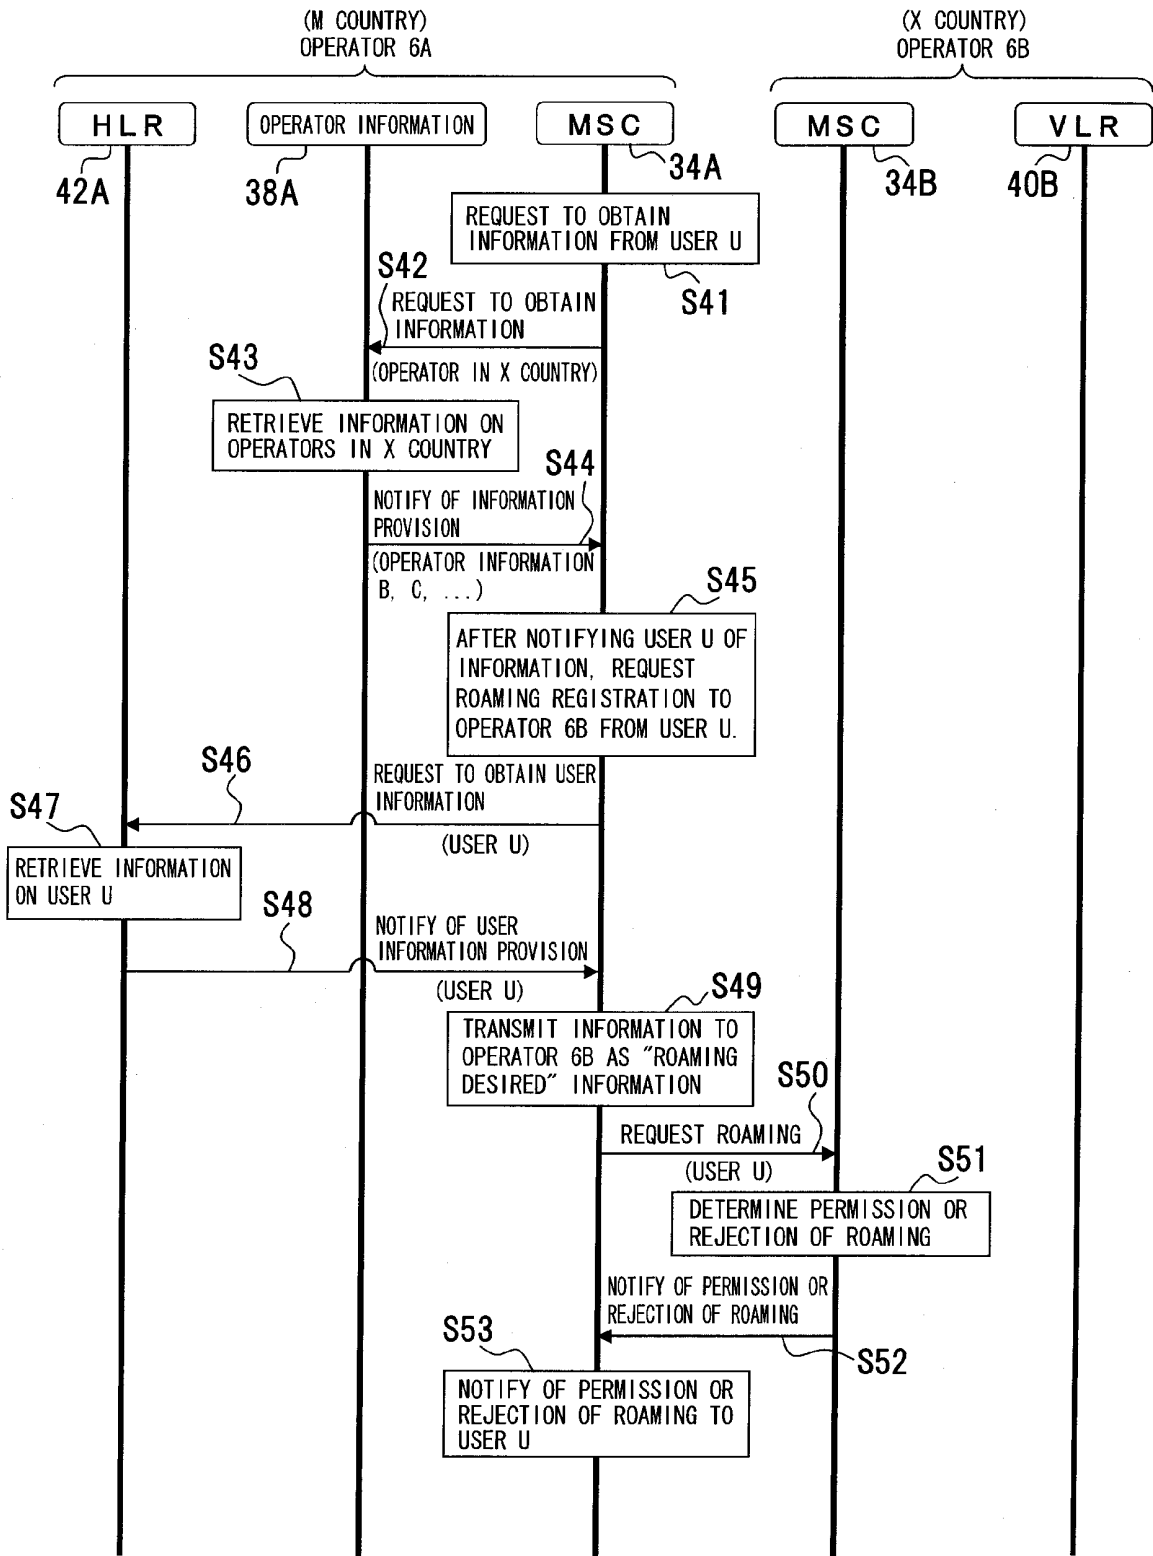 (M COUNTRY)
OPERATOR 6A
(X COUNTRY)
OPERATOR 6B
HLR
OPERATOR INFORMATION
MSC
MSC
VLR
42A
38A
34A
34B
40B
REQUEST TO OBTAIN
INFORMATION FROM USER U
S41
S42
REQUEST TO OBTAIN
INFORMATION
(OPERATOR IN X COUNTRY)
S43
RETRIEVE INFORMATION ON
OPERATORS IN X COUNTRY
S44
NOTIFY OF INFORMATION
PROVISION
(OPERATOR INFORMATION
B, C, ...)
S45
AFTER NOTIFYING USER U OF
INFORMATION, REQUEST
ROAMING REGISTRATION TO
OPERATOR 6B FROM USER U.
S46
REQUEST TO OBTAIN USER
INFORMATION
(USER U)
S47
RETRIEVE INFORMATION
ON USER U
S48
NOTIFY OF USER
INFORMATION PROVISION
(USER U)
S49
TRANSMIT INFORMATION TO
OPERATOR 6B AS "ROAMING
DESIRED" INFORMATION
S50
REQUEST ROAMING
(USER U)
S51
DETERMINE PERMISSION OR
REJECTION OF ROAMING
NOTIFY OF PERMISSION OR
REJECTION OF ROAMING
S52
S53
NOTIFY OF PERMISSION OR
REJECTION OF ROAMING TO
USER U